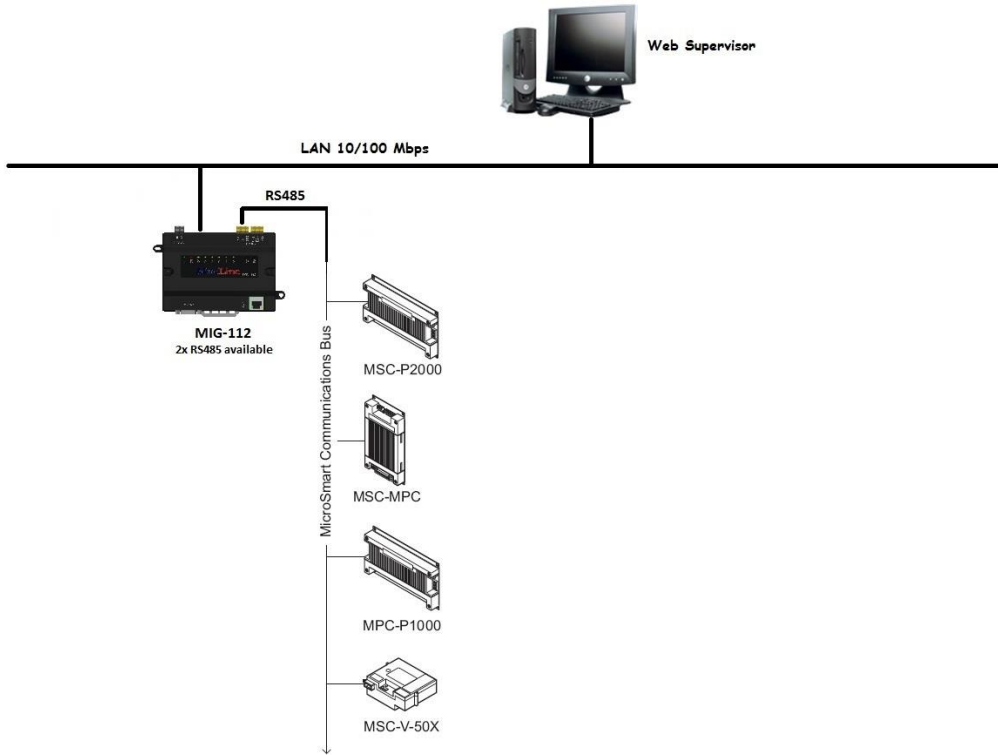 Web Supervisor
LAN 10/100 Mbps
RS485
MIG-112
2x RS485 available
MicroSmart Communications Bus
MSC-P2000
MSC-MPC
MPC-P1000
MSC-V-50X